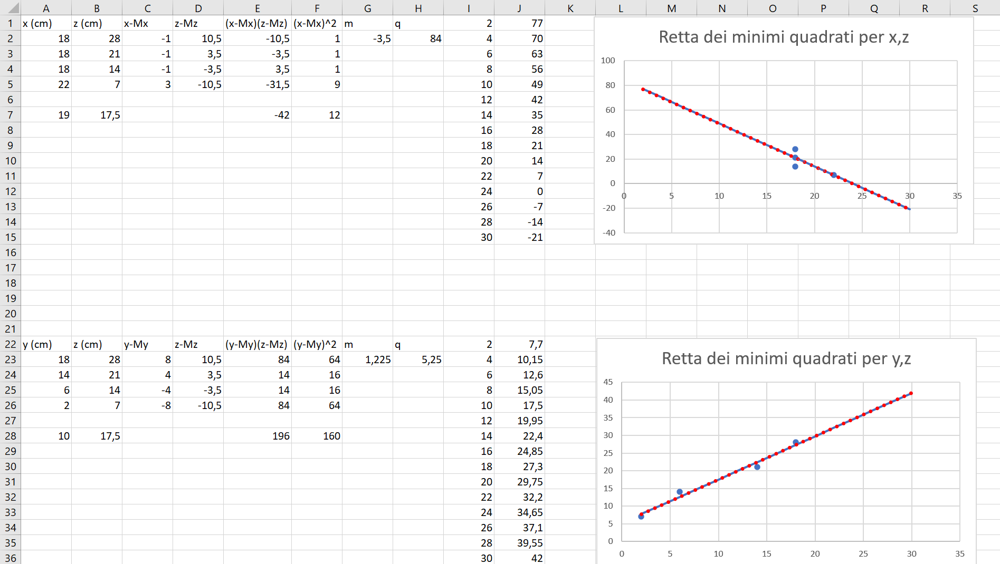 A B C D E F G H I J K L M N O P Q R S
1 x (cm) z (cm) x-Mx z-Mz (x-Mx)(z-Mz) (x-Mx)^2 m q 2 77
2 18 28 -1 10,5 -10,5 1 -3,5 84 4 70
3 18 21 -1 3,5 -3,5 1 6 63
4 18 14 -1 -3,5 3,5 1 8 56
5 22 7 3 -10,5 -31,5 9 10 49
6 12 42
7 19 17,5 -42 12 14 35
8 16 28
9 18 21
10 20 14
11 22 7
12 24 0
13 26 -7
14 28 -14
15 30 -21
16
17
18
19
20
21
22 y (cm) z (cm) y-My z-Mz (y-My)(z-Mz) (y-My)^2 m q 2 7,7
23 18 28 8 10,5 84 64 1,225 5,25 4 10,15
24 14 21 4 3,5 14 16 6 12,6
25 6 14 -4 -3,5 14 16 8 15,05
26 2 7 -8 -10,5 84 64 10 17,5
27 12 19,95
28 10 17,5 196 160 14 22,4
29 16 24,85
30 18 27,3
31 20 29,75
32 22 32,2
33 24 34,65
34 26 37,1
35 28 39,55
36 30 42
Retta dei minimi quadrati per x,z
100
80
60
40
20
0
-20
-40
0 5 10 15 20 25 30 35
Retta dei minimi quadrati per y,z
45
40
35
30
25
20
15
10
5
0
0 5 10 15 20 25 30 35